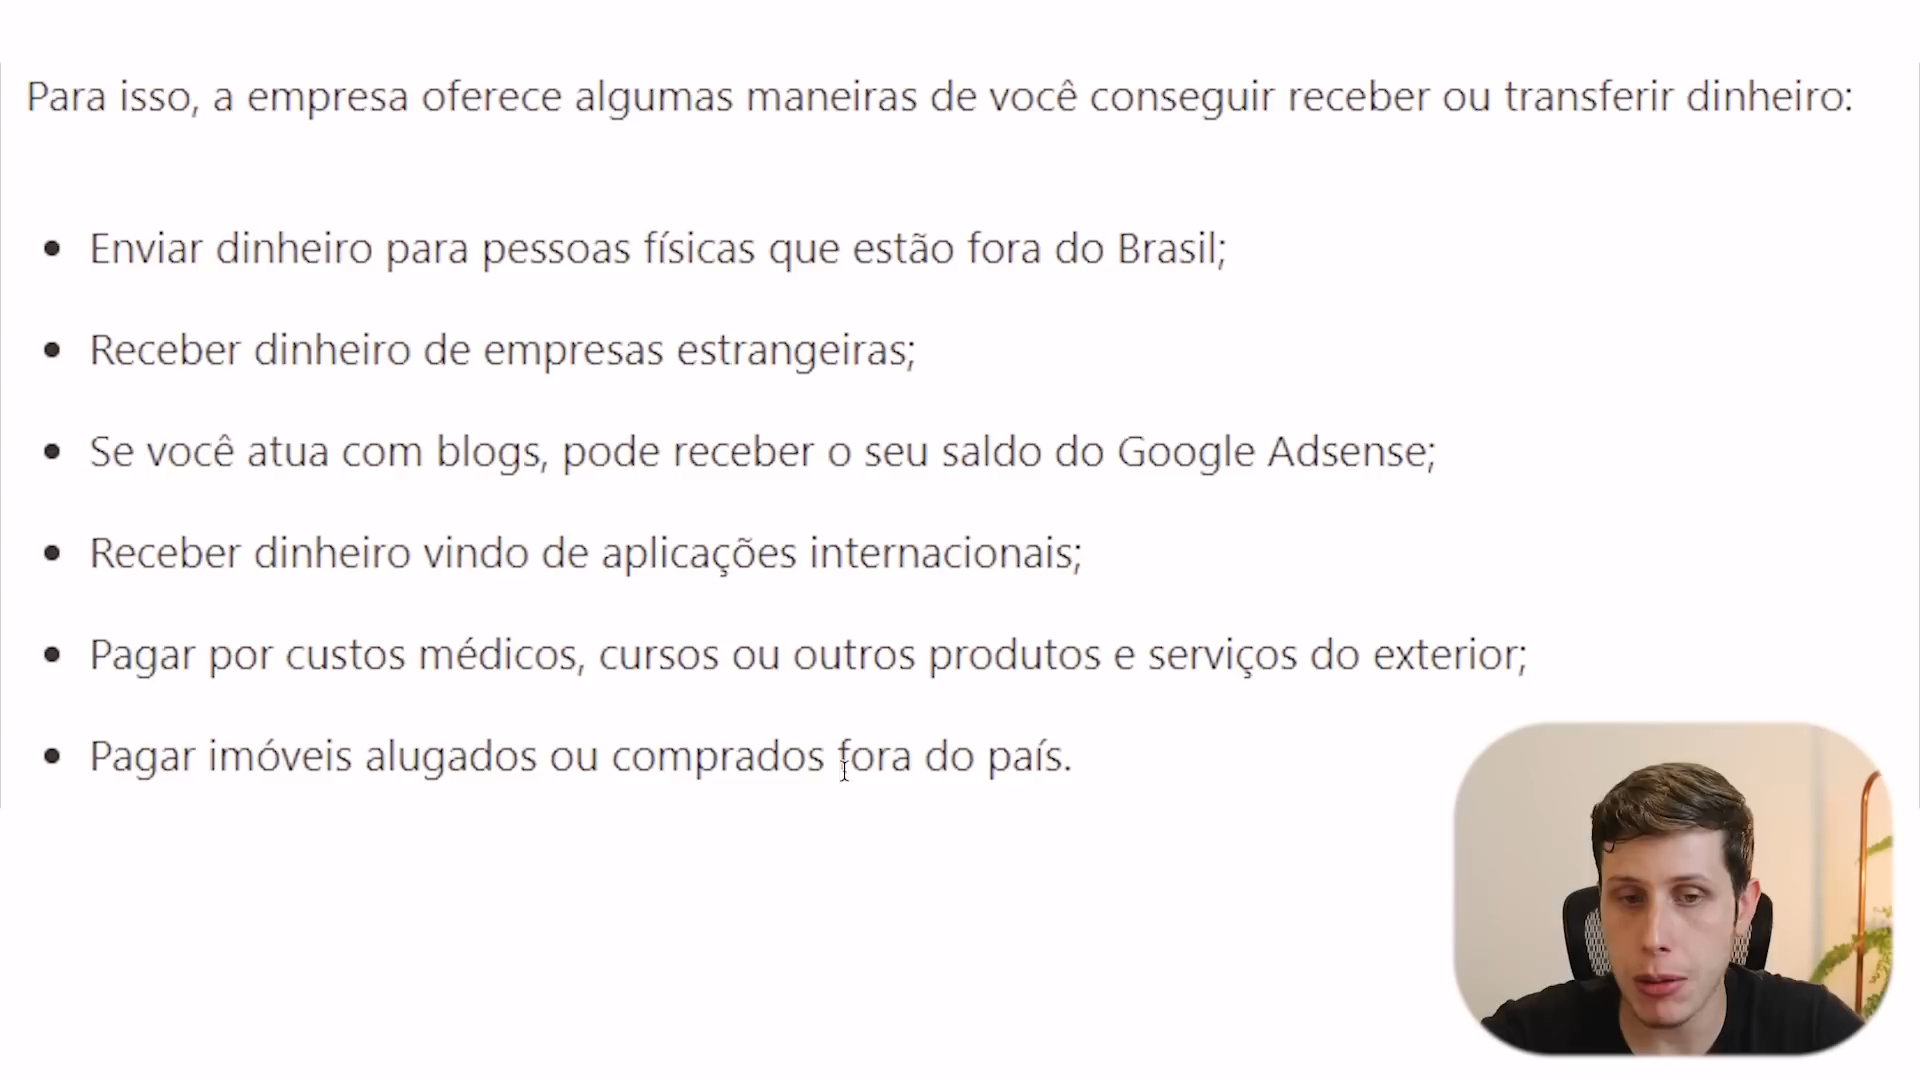 Para isso, a empresa oferece algumas maneiras de você conseguir receber ou transferir dinheiro:
• Enviar dinheiro para pessoas físicas que estão fora do Brasil;
• Receber dinheiro de empresas estrangeiras;
• Se você atua com blogs, pode receber o seu saldo do Google Adsense;
• Receber dinheiro vindo de aplicações internacionais;
• Pagar por custos médicos, cursos ou outros produtos e serviços do exterior;
• Pagar imóveis alugados ou comprados fora do país.